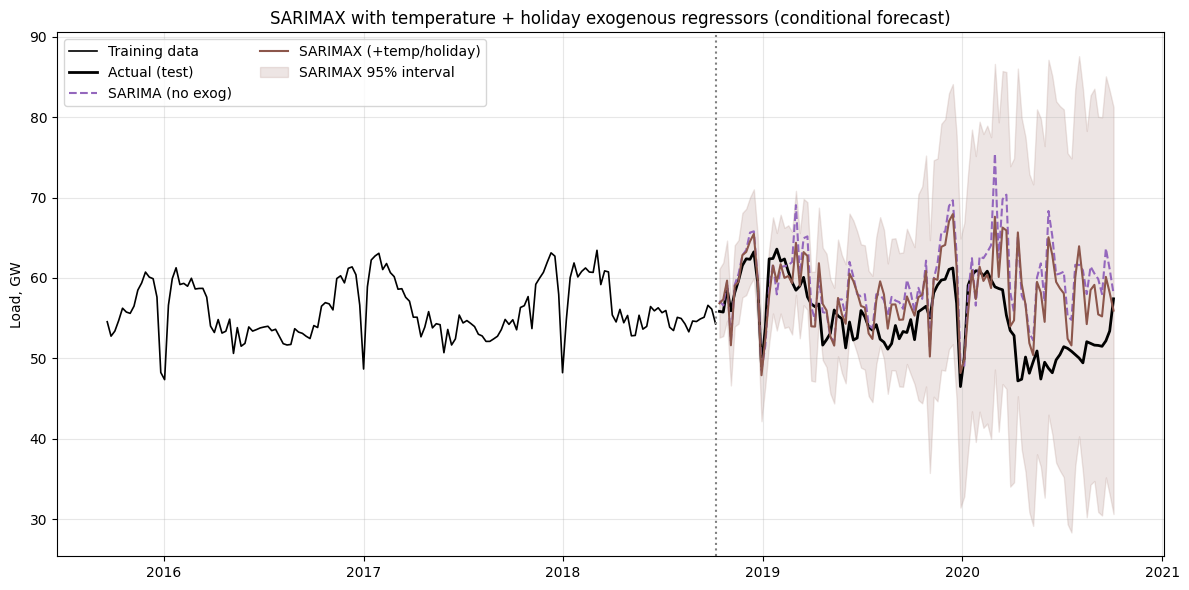 SARIMAX with temperature + holiday exogenous regressors (conditional forecast)
Training data
Actual (test)
SARIMA (no exog)
SARIMAX (+temp/holiday)
SARIMAX 95% interval
Load, GW
90
80
70
60
50
40
30
2016
2017
2018
2019
2020
2021